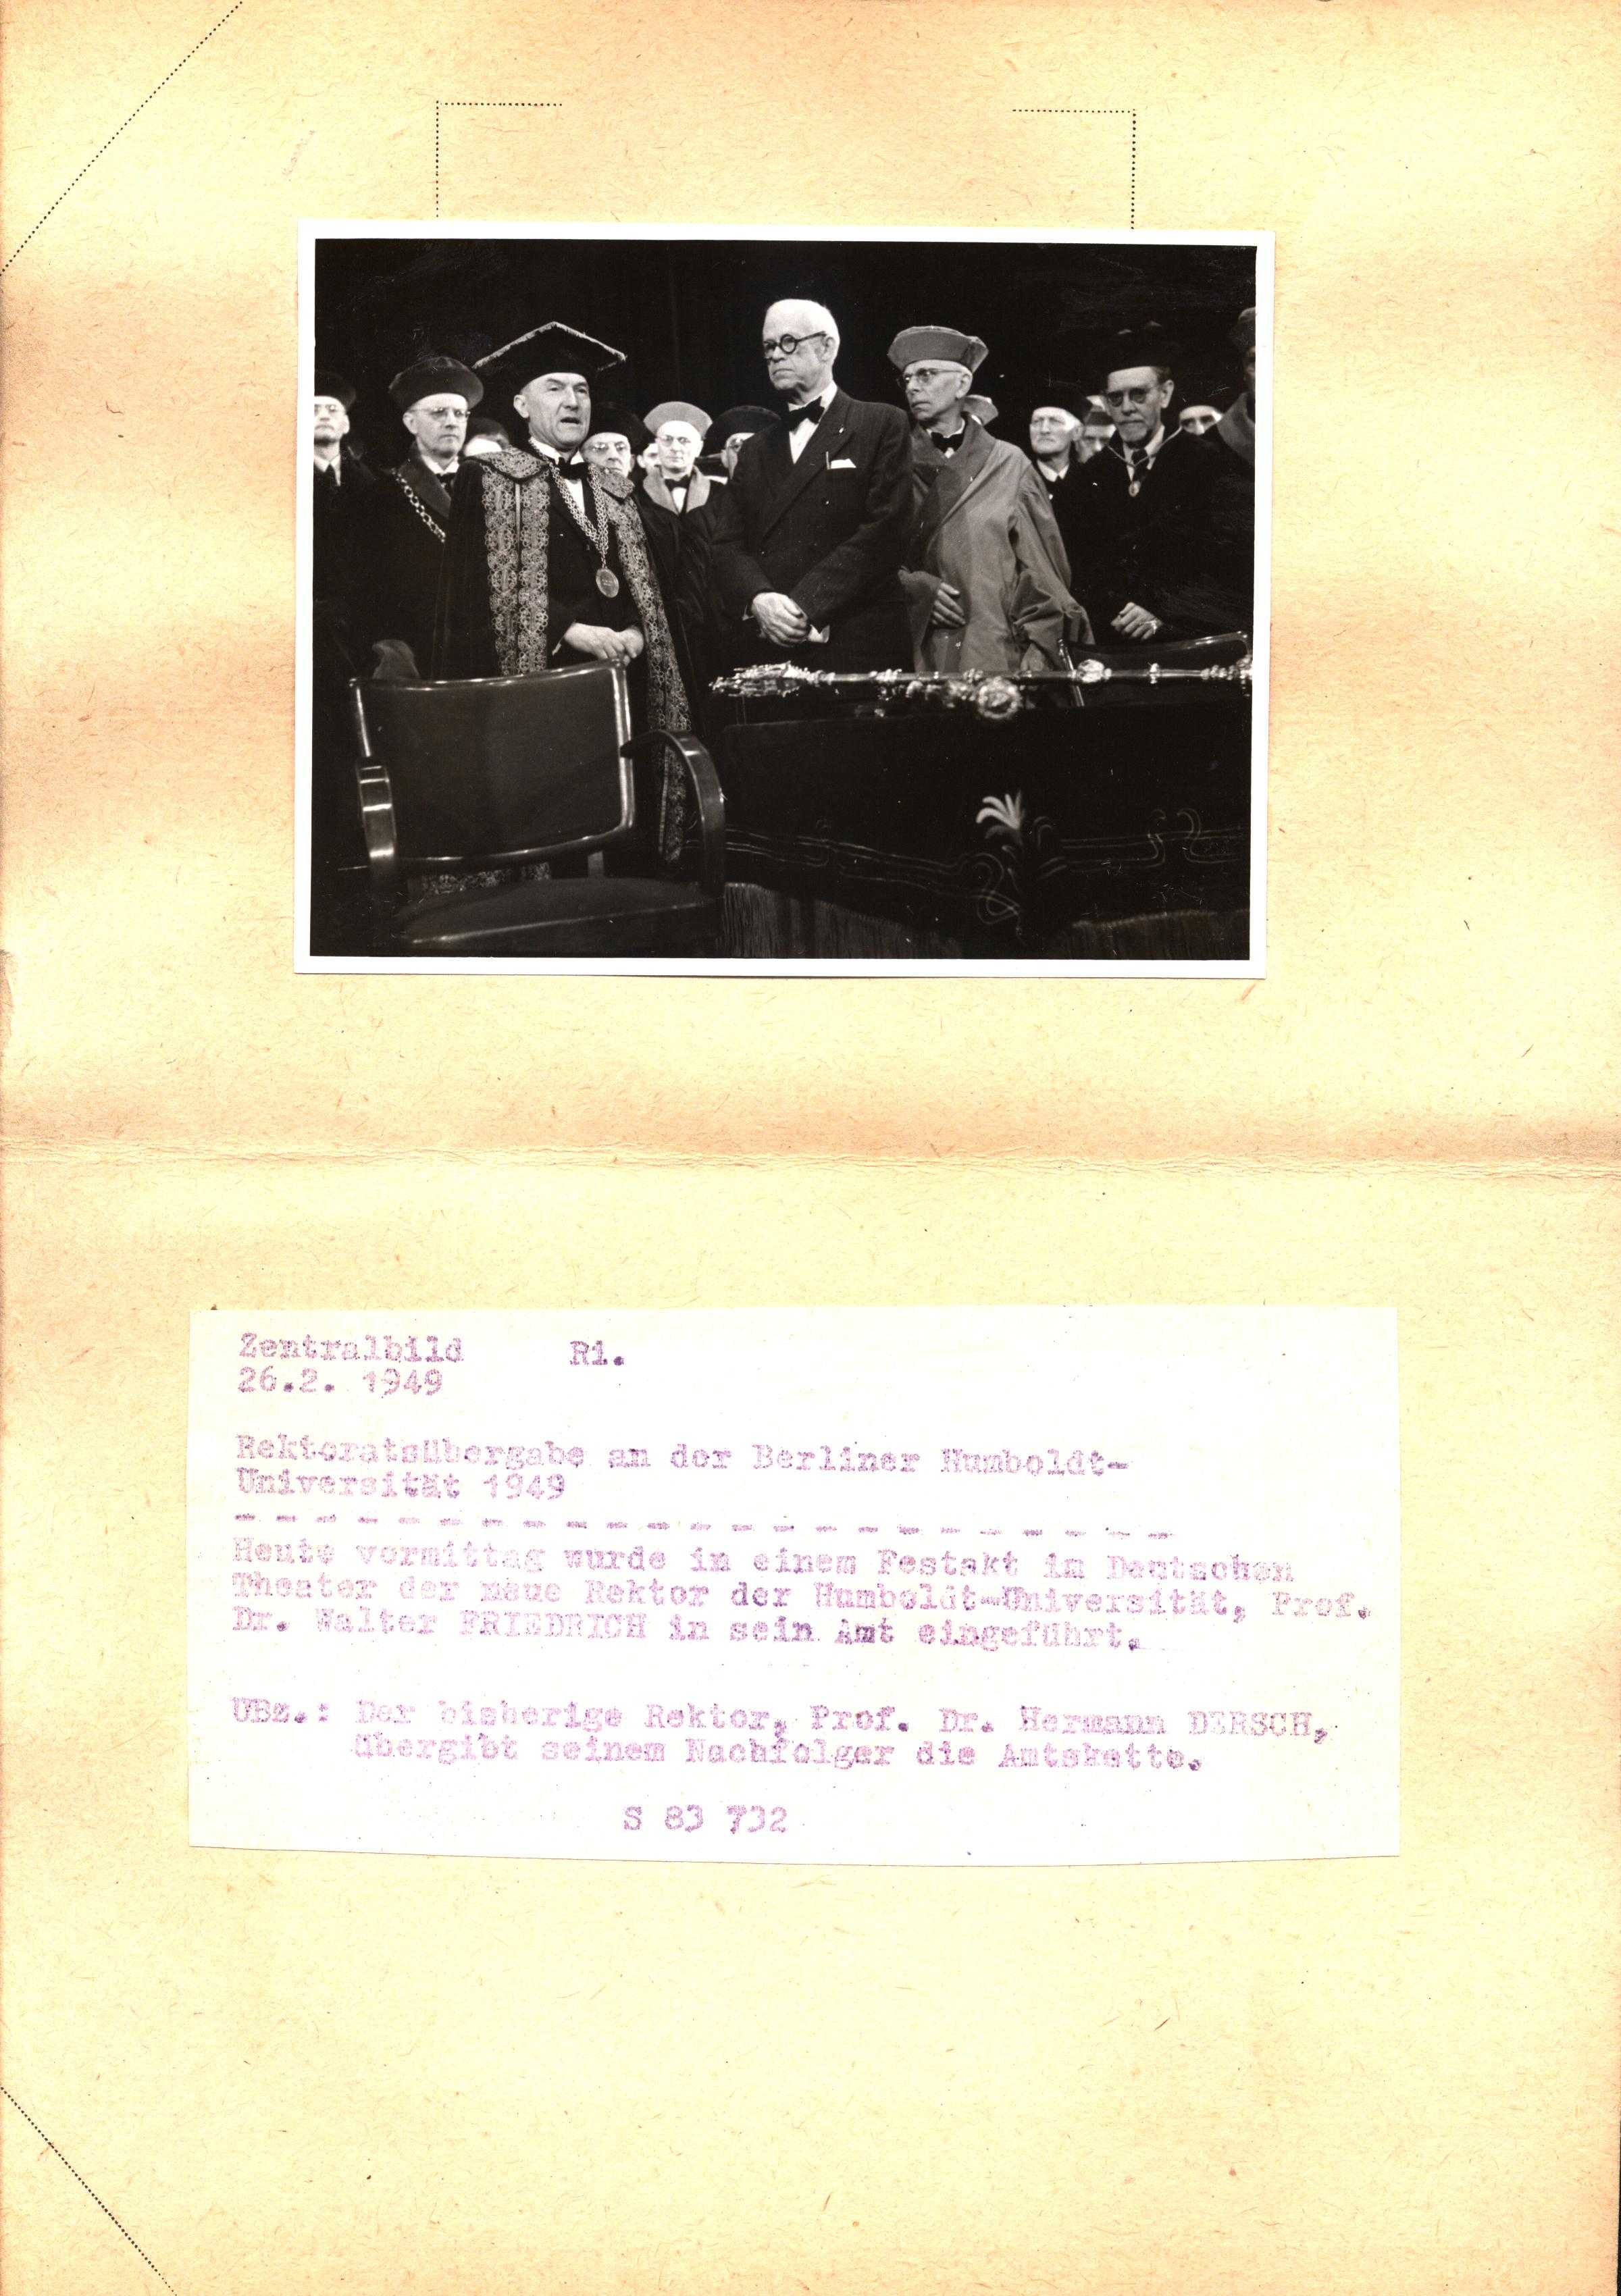 Zentralbild Ri.
26.2. 1949
Rektoratsübergabe an der Berliner Humboldt-
Universität 1949
- - - - - - - - - - - - - - - - - - - - - - -
Heute vormittag wurde in einem Festakt im Deutschen
Theater der neue Rektor der Humboldt-Universität, Prof.
Dr. Walter FRIEDRICH in sein Amt eingeführt.
UBz.: Der bisherige Rektor, Prof. Dr. Hermann DERSCH,
übergibt seinem Nachfolger die Amtskette.
S 83 732